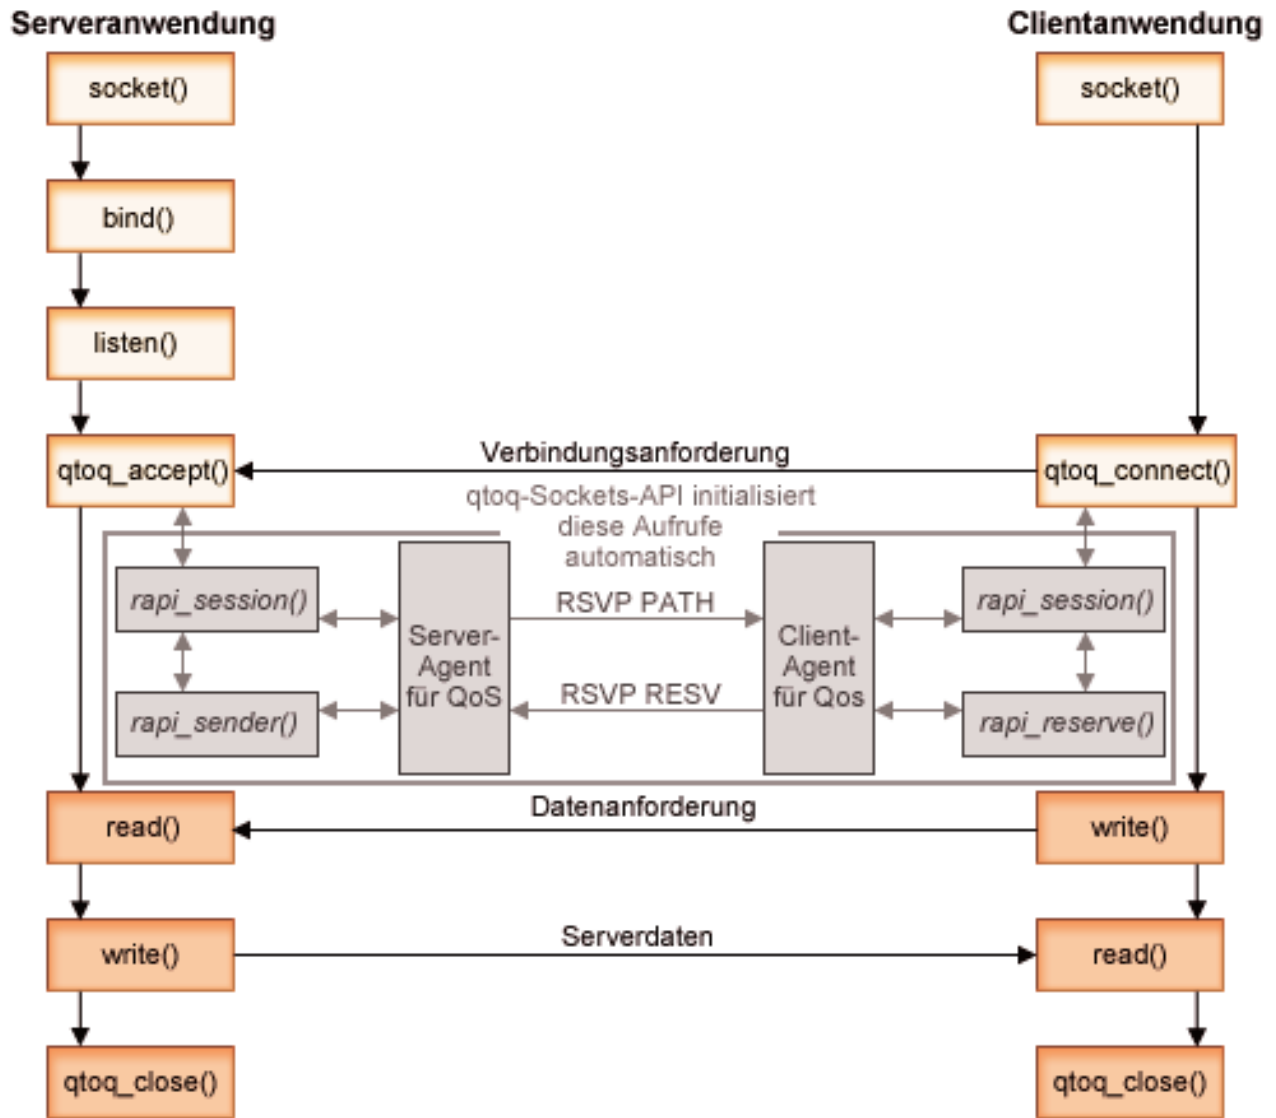 Serveranwendung
Clientanwendung
socket()
socket()
bind()
listen()
qtoq_accept()
Verbindungsanforderung
qtoq_connect()
qtoq-Sockets-API initialisiert
diese Aufrufe
automatisch
rapi_session()
Server-
Agent
für QoS
RSVP PATH
Client-
Agent
für Qos
rapi_session()
rapi_sender()
RSVP RESV
rapi_reserve()
read()
Datenanforderung
write()
write()
Serverdaten
read()
qtoq_close()
qtoq_close()